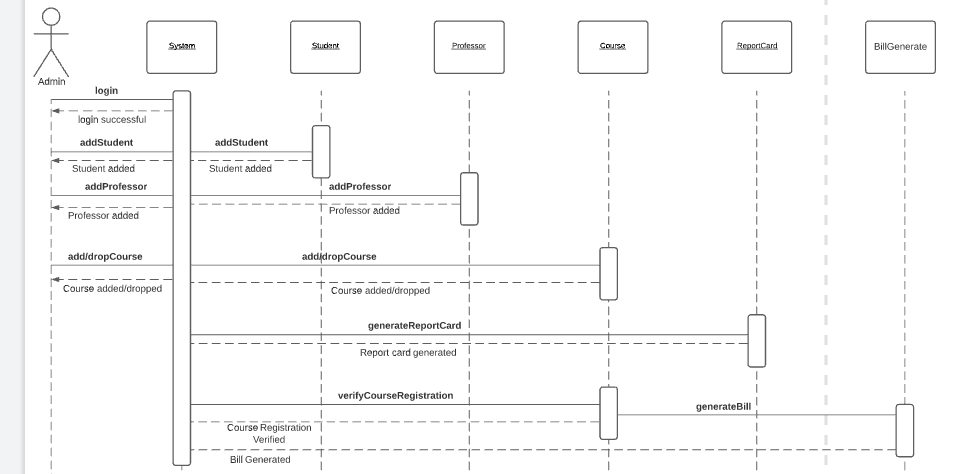 System
Student
Professor
Course
ReportCard
BillGenerate
Admin
login
login successful
addStudent
addStudent
Student added
Student added
addProfessor
addProfessor
Professor added
Professor added
add/dropCourse
add/dropCourse
Course added/dropped
Course added/dropped
generateReportCard
Report card generated
verifyCourseRegistration
generateBill
Course Registration
Verified
Bill Generated